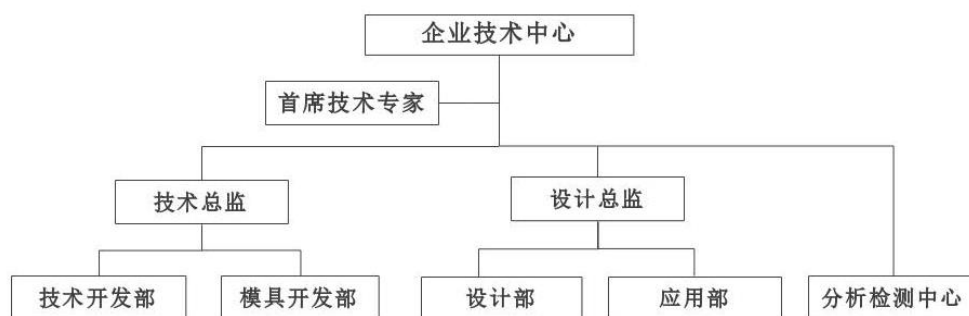 企业技术中心
首席技术专家
技术总监
设计总监
技术开发部
模具开发部
设计部
应用部
分析检测中心